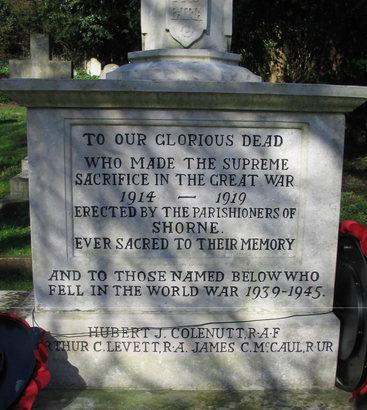 TO OUR GLORIOUS DEAD
WHO MADE THE SUPREME
SACRIFICE IN THE GREAT WAR
1914 — 1919
ERECTED BY THE PARISHIONERS OF
SHORNE.
EVER SACRED TO THEIR MEMORY
AND TO THOSE NAMED BELOW WHO
FELL IN THE WORLD WAR 1939-1945.
HUBERT J. COLENUTT, R·A·F
RTHUR C. LEVETT, R·A. JAMES C. McCAUL, R UR